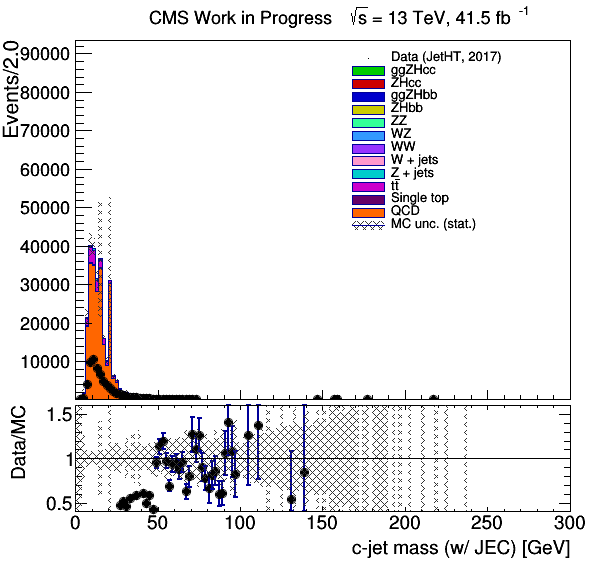 CMS Work in Progress √s = 13 TeV, 41.5 fb⁻¹
Events/2.0
90000
80000
70000
60000
50000
40000
30000
20000
10000
Data (JetHT, 2017)
ggZHcc
ZHcc
ggZHbb
ZHbb
ZZ
WZ
WW
W + jets
Z + jets
tt̄
Single top
QCD
MC unc. (stat.)
Data/MC
1.5
1
0.5
0 50 100 150 200 250 300
c-jet mass (w/ JEC) [GeV]